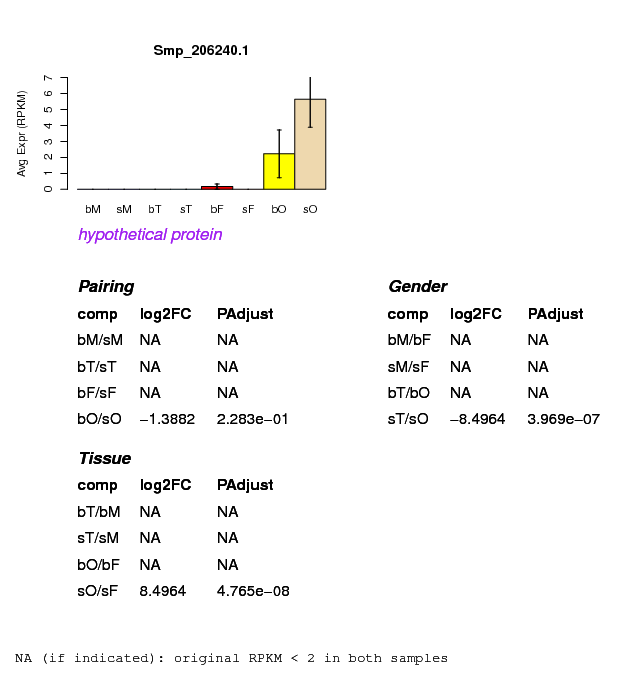 Smp_206240.1
Avg Expr (RPKM)
0 1 2 3 4 5 6 7
bM sM bT sT bF sF bO sO
hypothetical protein
Pairing
comp log2FC PAdjust
bM/sM NA NA
bT/sT NA NA
bF/sF NA NA
bO/sO −1.3882 2.283e−01
Gender
comp log2FC PAdjust
bM/bF NA NA
sM/sF NA NA
bT/bO NA NA
sT/sO −8.4964 3.969e−07
Tissue
comp log2FC PAdjust
bT/bM NA NA
sT/sM NA NA
bO/bF NA NA
sO/sF 8.4964 4.765e−08
NA (if indicated): original RPKM < 2 in both samples